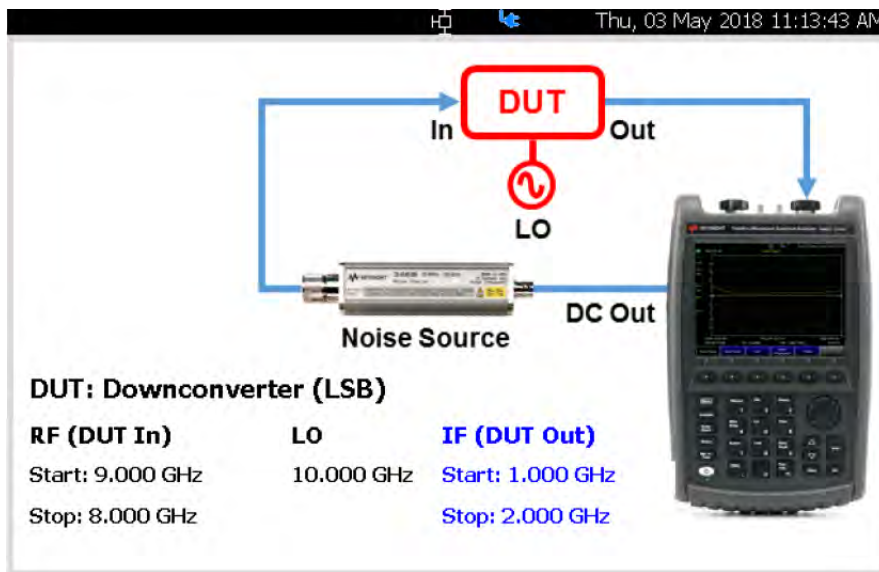 Thu, 03 May 2018 11:13:43 AM
DUT
In
Out
LO
KEYSIGHT
DC Out
Noise Source
DUT: Downconverter (LSB)
RF (DUT In) LO IF (DUT Out)
Start: 9.000 GHz 10.000 GHz Start: 1.000 GHz
Stop: 8.000 GHz Stop: 2.000 GHz